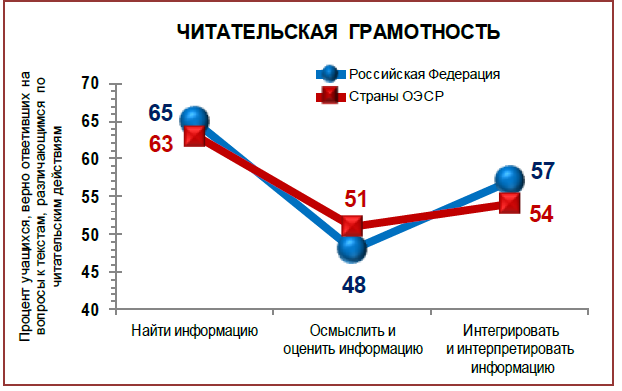 ЧИТАТЕЛЬСКАЯ ГРАМОТНОСТЬ
Процент учащихся, верно ответивших на
вопросы к текстам, различающимся по
читательским действиям
70
65
60
55
50
45
40
Российская Федерация
Страны ОЭСР
65
63
51
48
57
54
Найти информацию
Осмыслить и
оценить информацию
Интегрировать
и интерпретировать
информацию